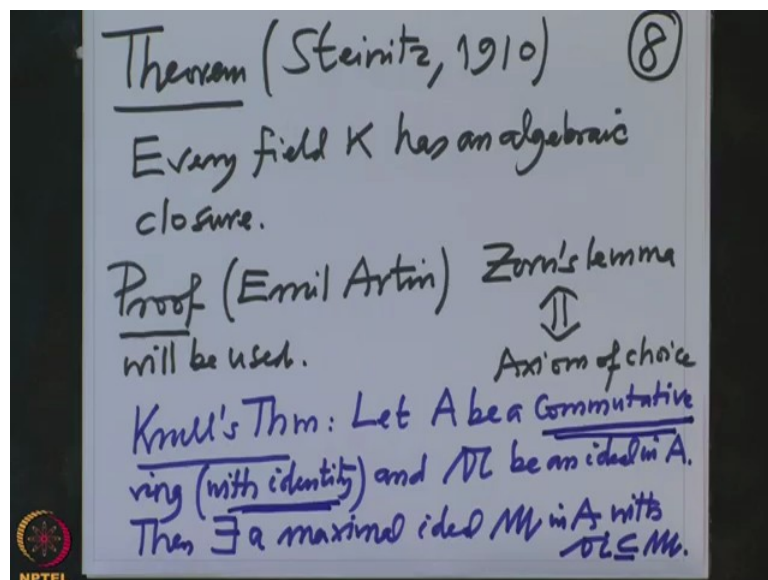 Theorem (Steinitz, 1910) 8
Every field K has an algebraic
closure.
Proof (Emil Artin) Zorn's lemma
⇕
will be used. Axiom of choice
Krull's Thm: Let A be a Commutative
ring (with identity) and 𝔞 be an ideal in A.
Then ∃ a maximal ideal 𝔪 in A with
𝔞 ⊆ 𝔪.
NPTEL